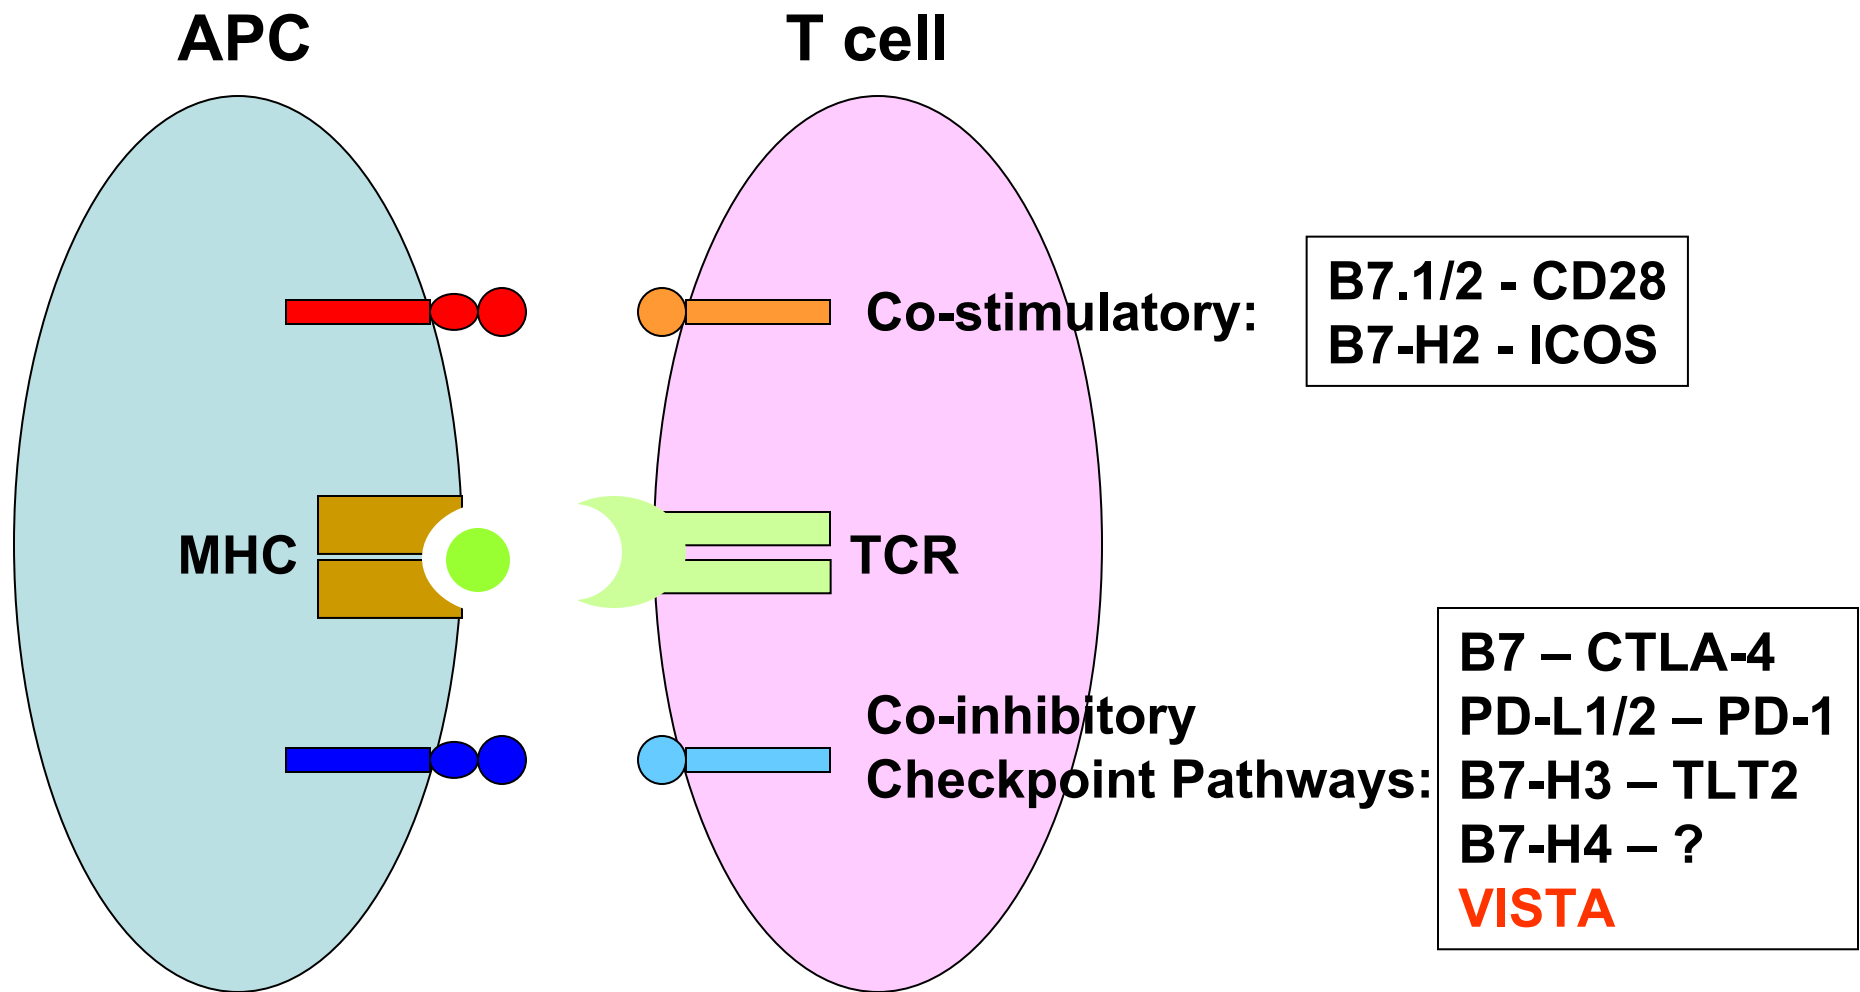 APC
T cell
Co-stimulatory:
B7.1/2 - CD28
B7-H2 - ICOS
MHC
TCR
Co-inhibitory
Checkpoint Pathways:
B7 – CTLA-4
PD-L1/2 – PD-1
B7-H3 – TLT2
B7-H4 – ?
VISTA